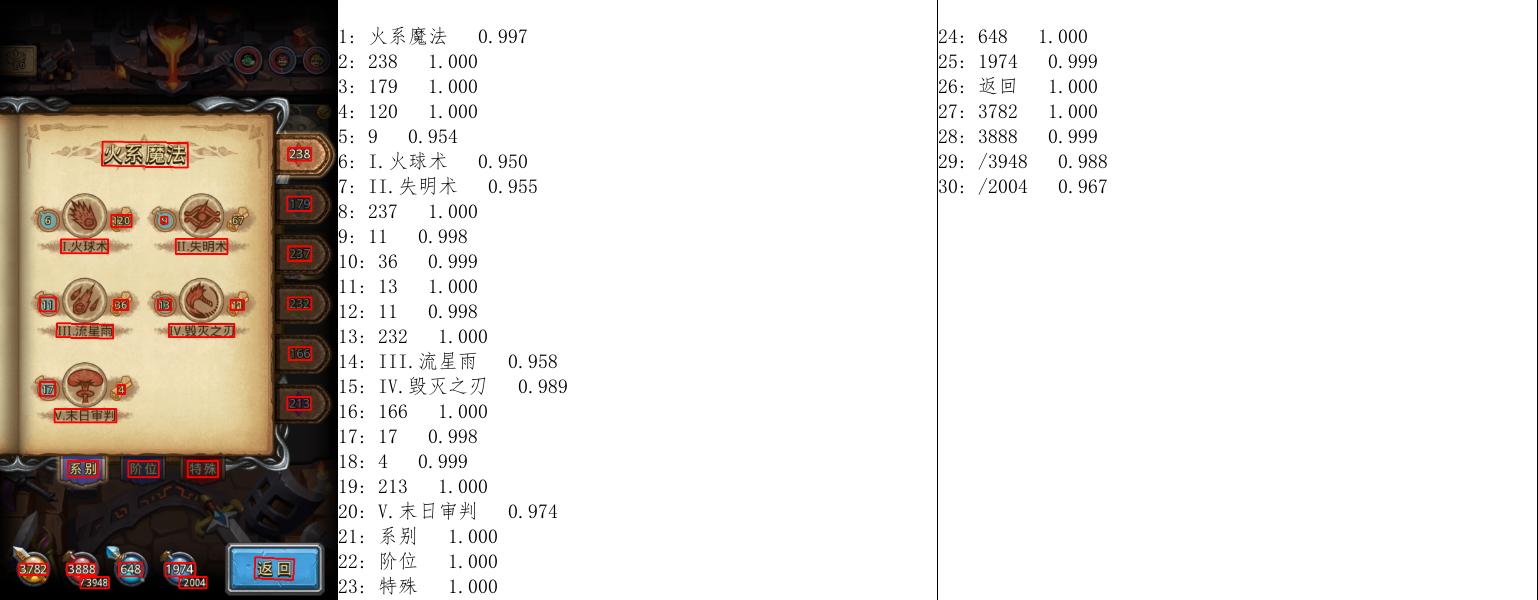 火系魔法
238
179
6
120
9
67
I.火球术
II.失明术
237
11
36
13
11
232
III.流星雨
IV.毁灭之刃
166
17
4
213
V.末日审判
系别
阶位
特殊
3782
3888
/3948
648
1974
/2004
返回
1: 火系魔法 0.997
2: 238 1.000
3: 179 1.000
4: 120 1.000
5: 9 0.954
6: I.火球术 0.950
7: II.失明术 0.955
8: 237 1.000
9: 11 0.998
10: 36 0.999
11: 13 1.000
12: 11 0.998
13: 232 1.000
14: III.流星雨 0.958
15: IV.毁灭之刃 0.989
16: 166 1.000
17: 17 0.998
18: 4 0.999
19: 213 1.000
20: V.末日审判 0.974
21: 系别 1.000
22: 阶位 1.000
23: 特殊 1.000
24: 648 1.000
25: 1974 0.999
26: 返回 1.000
27: 3782 1.000
28: 3888 0.999
29: /3948 0.988
30: /2004 0.967